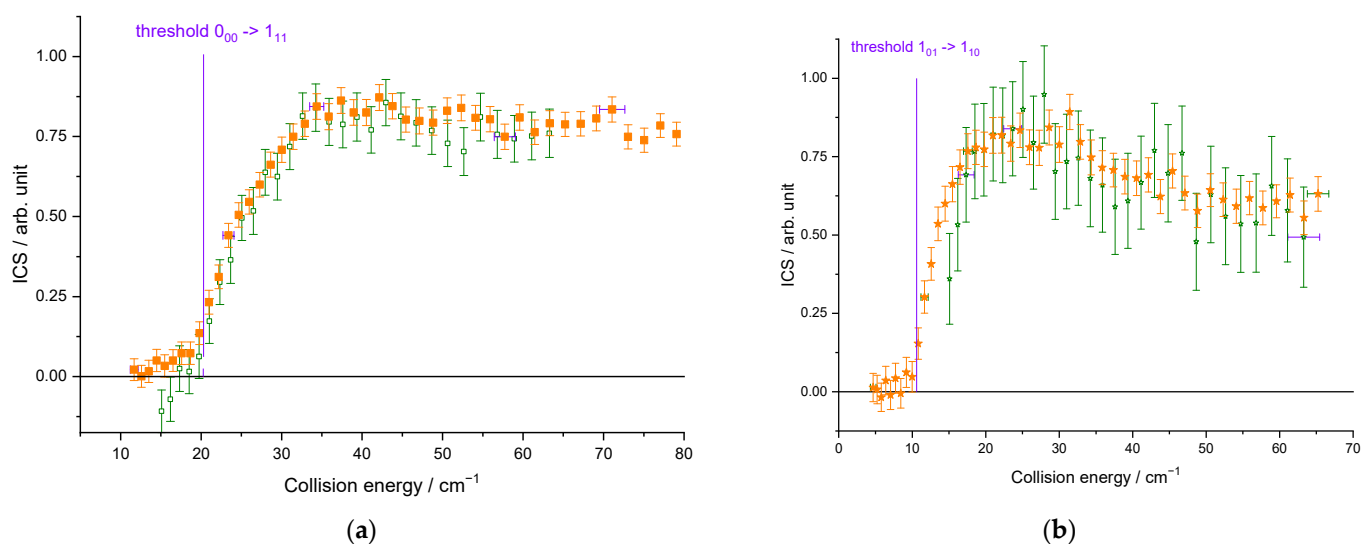 threshold 0₀₀ -> 1₁₁
1.00
0.75
0.50
0.25
0.00
ICS / arb. unit
10 20 30 40 50 60 70 80
Collision energy / cm⁻¹
(a)
threshold 1₀₁ -> 1₁₀
1.00
0.75
0.50
0.25
0.00
ICS / arb. unit
0 10 20 30 40 50 60 70
Collision energy / cm⁻¹
(b)